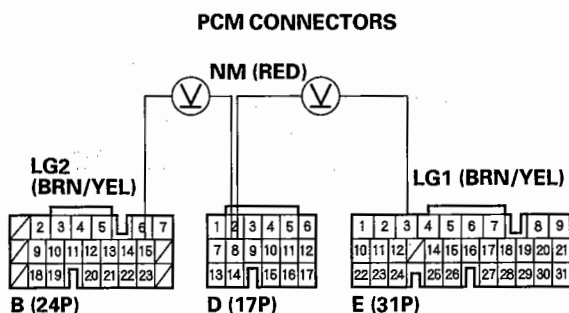 PCM CONNECTORS
NM (RED)
V V
LG2
(BRN/YEL)
LG1 (BRN/YEL)
2 3 4 5 6 7
9 10 11 12 13 14 15
18 19 20 21 22 23
1 2 3 4 5 6
7 8 9 10 11 12
13 14 15 16 17
1 2 3 4 5 6 7 8 9
10 11 12 14 15 16 17 18 19 20 21
22 23 24 25 26 27 28 29 30 31
B (24P)
D (17P)
E (31P)